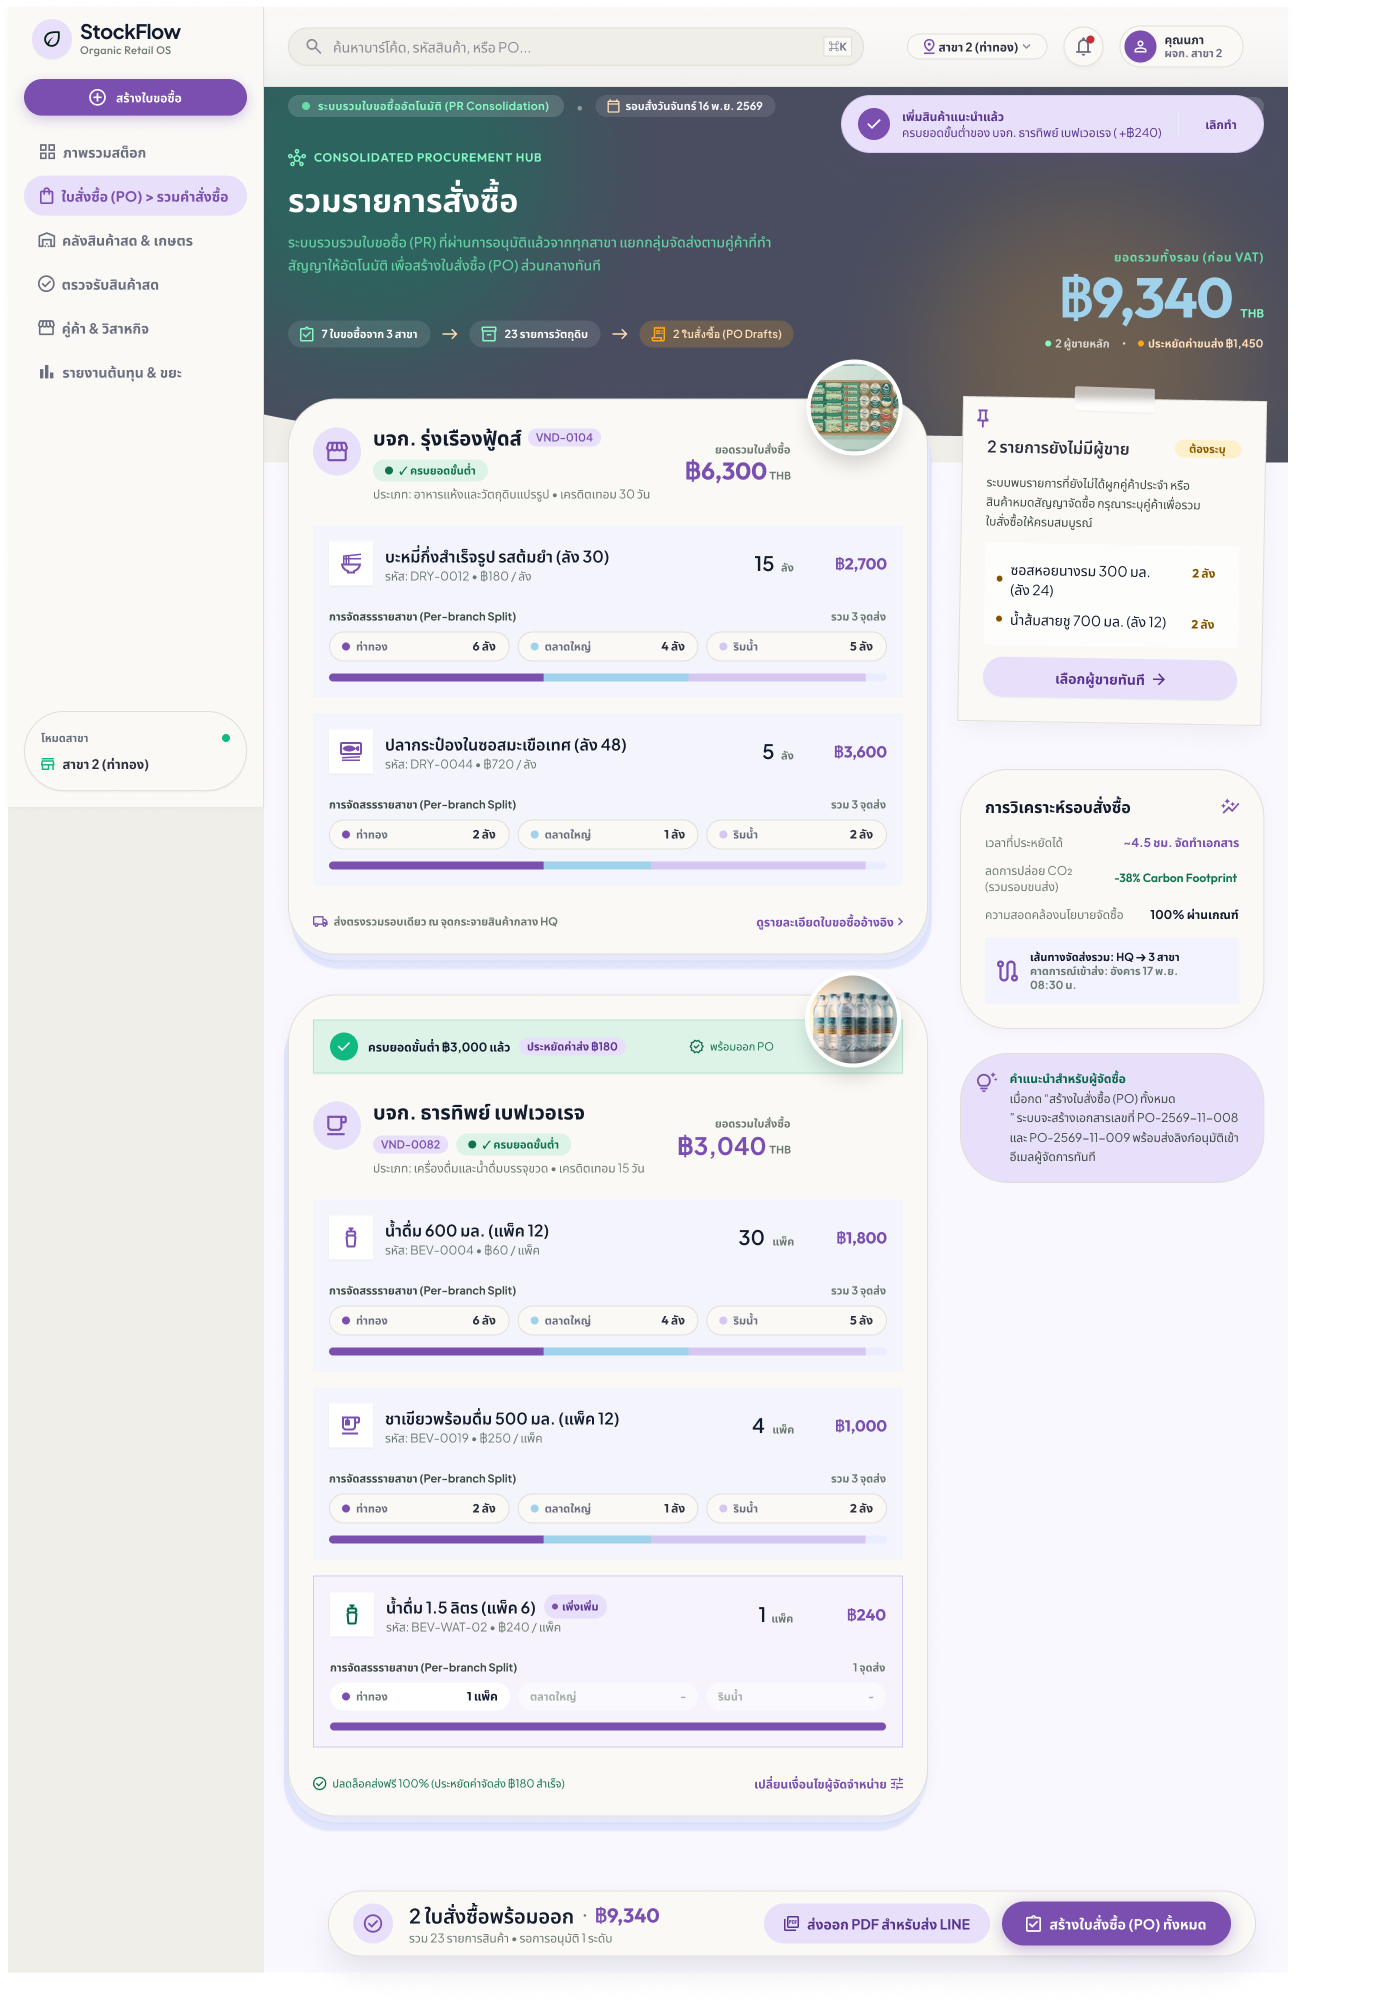 StockFlow
Organic Retail OS
สร้างใบขอซื้อ
ภาพรวมสต็อก
ใบสั่งซื้อ (PO) > รวมคำสั่งซื้อ
คลังสินค้าสด & เกษตร
ตรวจรับสินค้าสด
คู่ค้า & วิสาหกิจ
รายงานต้นทุน & ขยะ
โหมดสาขา
สาขา 2 (ท่าทอง)
ค้นหาบาร์โค้ด, รหัสสินค้า, หรือ PO...
⌘K
สาขา 2 (ท่าทอง)
คุณนภา
ผจก. สาขา 2
ระบบรวมใบขอซื้ออัตโนมัติ (PR Consolidation)
รอบสั่งวันจันทร์ 16 พ.ย. 2569
เพิ่มสินค้าแนะนำแล้ว
ครบยอดขั้นต่ำของ บจก. ธารทิพย์ เบฟเวอเรจ ( +฿240)
เลิกทำ
CONSOLIDATED PROCUREMENT HUB
รวมรายการสั่งซื้อ
ระบบรวบรวมใบขอซื้อ (PR) ที่ผ่านการอนุมัติแล้วจากทุกสาขา แยกกลุ่มจัดส่งตามคู่ค้าที่ทำ
สัญญาให้อัตโนมัติ เพื่อสร้างใบสั่งซื้อ (PO) ส่วนกลางทันที
7 ใบขอซื้อจาก 3 สาขา
23 รายการวัตถุดิบ
2 ใบสั่งซื้อ (PO Drafts)
ยอดรวมทั้งรอบ (ก่อน VAT)
฿9,340 THB
2 ผู้ขายหลัก • ประหยัดค่าขนส่ง ฿1,450
บจก. รุ่งเรืองฟู้ดส์ VND-0104
✓ ครบยอดขั้นต่ำ
ประเภท: อาหารแห้งและวัตถุดิบแปรรูป • เครดิตเทอม 30 วัน
ยอดรวมใบสั่งซื้อ
฿6,300 THB
บะหมี่กึ่งสำเร็จรูป รสต้มยำ (ลัง 30)
รหัส: DRY-0012 • ฿180 / ลัง
15 ลัง
฿2,700
การจัดสรรรายสาขา (Per-branch Split)
รวม 3 จุดส่ง
ท่าทอง 6 ลัง
ตลาดใหญ่ 4 ลัง
ริมน้ำ 5 ลัง
ปลากระป๋องในซอสมะเขือเทศ (ลัง 48)
รหัส: DRY-0044 • ฿720 / ลัง
5 ลัง
฿3,600
การจัดสรรรายสาขา (Per-branch Split)
รวม 3 จุดส่ง
ท่าทอง 2 ลัง
ตลาดใหญ่ 1 ลัง
ริมน้ำ 2 ลัง
ส่งตรงรวมรอบเดียว ณ จุดกระจายสินค้ากลาง HQ
ดูรายละเอียดใบขอซื้ออ้างอิง
ครบยอดขั้นต่ำ ฿3,000 แล้ว
ประหยัดค่าส่ง ฿180
พร้อมออก PO
บจก. ธารทิพย์ เบฟเวอเรจ
VND-0082
✓ ครบยอดขั้นต่ำ
ประเภท: เครื่องดื่มและน้ำดื่มบรรจุขวด • เครดิตเทอม 15 วัน
ยอดรวมใบสั่งซื้อ
฿3,040 THB
น้ำดื่ม 600 มล. (แพ็ค 12)
รหัส: BEV-0004 • ฿60 / แพ็ค
30 แพ็ค
฿1,800
การจัดสรรรายสาขา (Per-branch Split)
รวม 3 จุดส่ง
ท่าทอง 6 ลัง
ตลาดใหญ่ 4 ลัง
ริมน้ำ 5 ลัง
ชาเขียวพร้อมดื่ม 500 มล. (แพ็ค 12)
รหัส: BEV-0019 • ฿250 / แพ็ค
4 แพ็ค
฿1,000
การจัดสรรรายสาขา (Per-branch Split)
รวม 3 จุดส่ง
ท่าทอง 2 ลัง
ตลาดใหญ่ 1 ลัง
ริมน้ำ 2 ลัง
น้ำดื่ม 1.5 ลิตร (แพ็ค 6)
เพิ่งเพิ่ม
รหัส: BEV-WAT-02 • ฿240 / แพ็ค
1 แพ็ค
฿240
การจัดสรรรายสาขา (Per-branch Split)
1 จุดส่ง
ท่าทอง 1 แพ็ค
ตลาดใหญ่ -
ริมน้ำ -
ปลดล็อคส่งฟรี 100% (ประหยัดค่าจัดส่ง ฿180 สำเร็จ)
เปลี่ยนเงื่อนไขผู้จัดจำหน่าย
2 รายการยังไม่มีผู้ขาย
ต้องระบุ
ระบบพบรายการที่ยังไม่ได้ผูกคู่ค้าประจำ หรือ
สินค้าหมดสัญญาจัดซื้อ กรุณาระบุคู่ค้าเพื่อรวม
ใบสั่งซื้อให้ครบสมบูรณ์
ซอสหอยนางรม 300 มล.
(ลัง 24)
2 ลัง
น้ำส้มสายชู 700 มล. (ลัง 12)
2 ลัง
เลือกผู้ขายทันที →
การวิเคราะห์รอบสั่งซื้อ
เวลาที่ประหยัดได้
~4.5 ชม. จัดทำเอกสาร
ลดการปล่อย CO2
(รวมรอบขนส่ง)
-38% Carbon Footprint
ความสอดคล้องนโยบายจัดซื้อ
100% ผ่านเกณฑ์
เส้นทางจัดส่งรวม: HQ → 3 สาขา
คาดการณ์เข้าส่ง: อังคาร 17 พ.ย.
08:30 น.
คำแนะนำสำหรับผู้จัดซื้อ
เมื่อกด "สร้างใบสั่งซื้อ (PO) ทั้งหมด
" ระบบจะสร้างเอกสารเลขที่ PO-2569-11-008
และ PO-2569-11-009 พร้อมส่งลิงก์อนุมัติเข้า
อีเมลผู้จัดการทันที
2 ใบสั่งซื้อพร้อมออก · ฿9,340
รวม 23 รายการสินค้า • รอการอนุมัติ 1 ระดับ
ส่งออก PDF สำหรับส่ง LINE
สร้างใบสั่งซื้อ (PO) ทั้งหมด